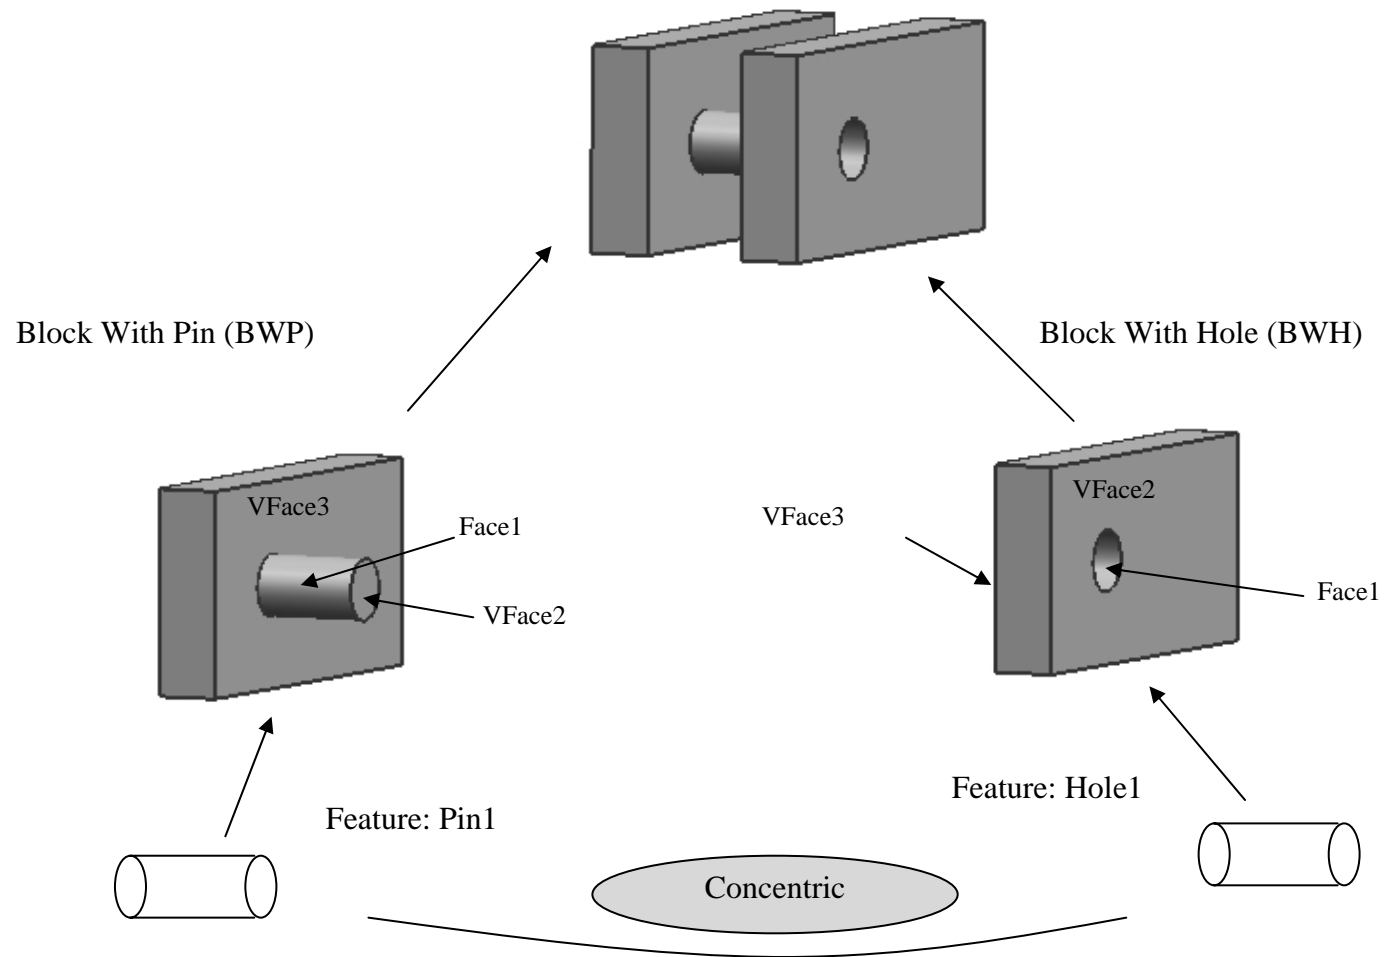 Block With Pin (BWP)
Block With Hole (BWH)
VFace3
Face1
VFace2
VFace3
VFace2
Face1
Feature: Pin1
Feature: Hole1
Concentric